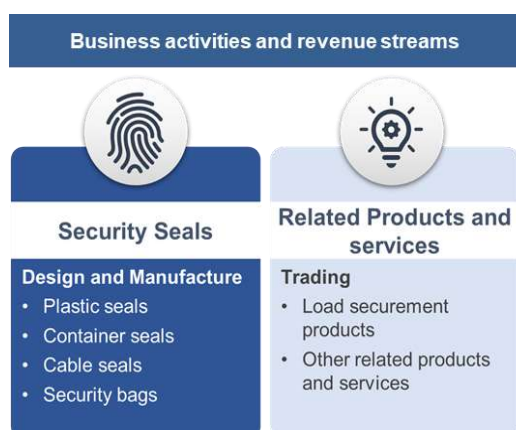 Business activities and revenue streams
Security Seals
Design and Manufacture
• Plastic seals
• Container seals
• Cable seals
• Security bags
Related Products and
services
Trading
• Load securement
products
• Other related products
and services